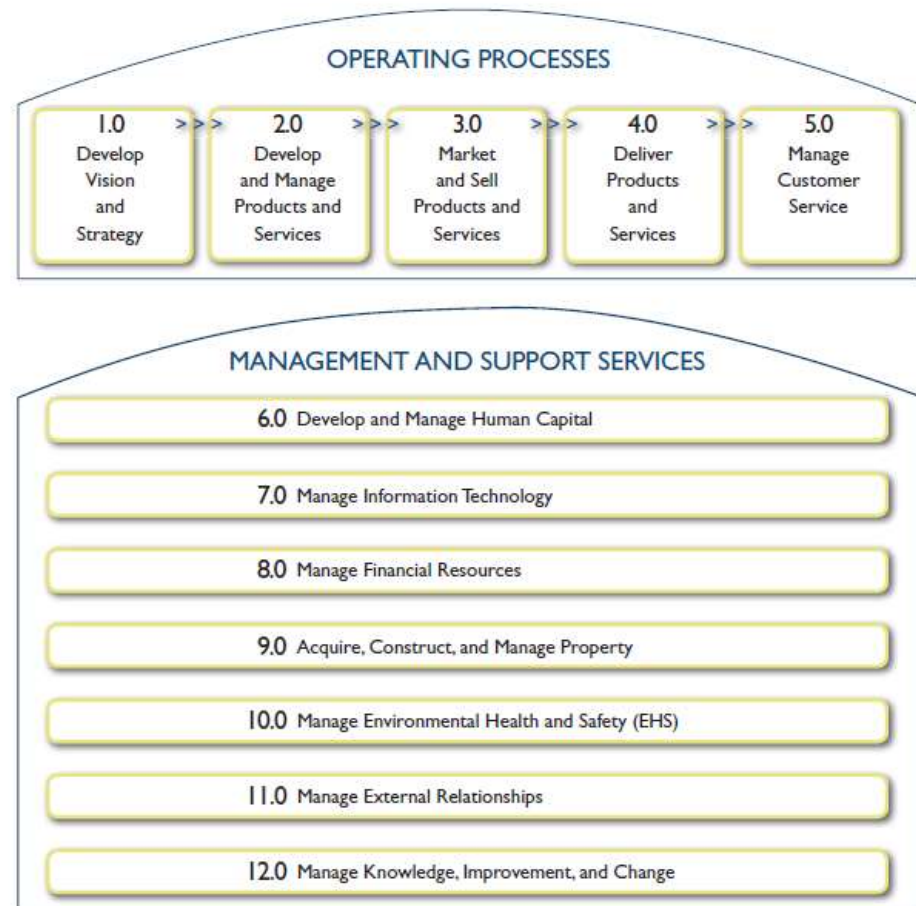 OPERATING PROCESSES
1.0 >>> 2.0 >>> 3.0 >>> 4.0 >>> 5.0
Develop
Vision
and
Strategy
Develop
and Manage
Products and
Services
Market
and Sell
Products and
Services
Deliver
Products
and
Services
Manage
Customer
Service
MANAGEMENT AND SUPPORT SERVICES
6.0 Develop and Manage Human Capital
7.0 Manage Information Technology
8.0 Manage Financial Resources
9.0 Acquire, Construct, and Manage Property
10.0 Manage Environmental Health and Safety (EHS)
11.0 Manage External Relationships
12.0 Manage Knowledge, Improvement, and Change